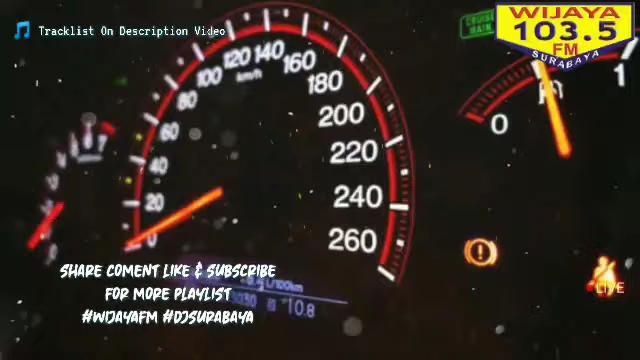 Tracklist On Description Video
WIJAYA
103.5
FM
SURABAYA
CRUISE
MAIN
0
20
40
60
80
100
120
140
160
180
200
220
240
260
km/h
0
1
L/100km
10.8
SHARE COMENT LIKE & SUBSCRIBE
FOR MORE PLAYLIST
#WIJAYAFM #DJSURABAYA
LIVE